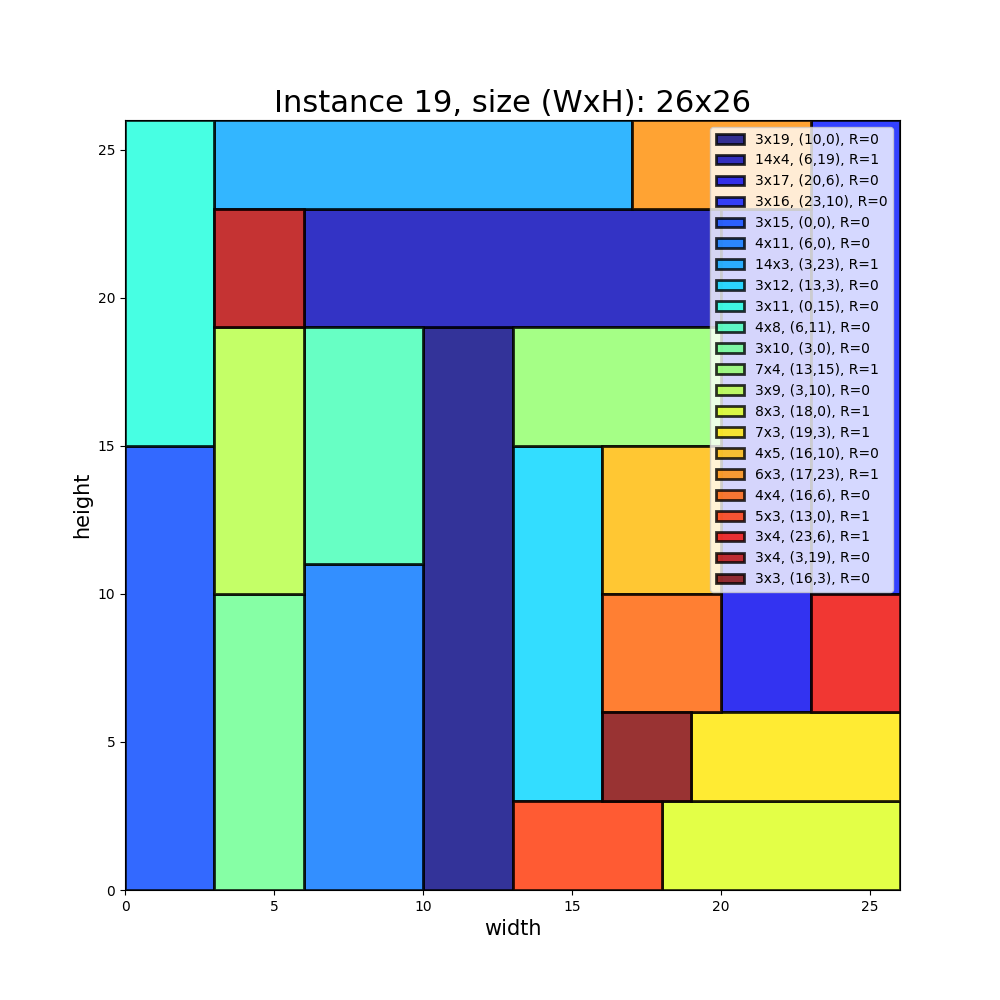 Instance 19, size (WxH): 26x26
3x19, (10,0), R=0
14x4, (6,19), R=1
3x17, (20,6), R=0
3x16, (23,10), R=0
3x15, (0,0), R=0
4x11, (6,0), R=0
14x3, (3,23), R=1
3x12, (13,3), R=0
3x11, (0,15), R=0
4x8, (6,11), R=0
3x10, (3,0), R=0
7x4, (13,15), R=1
3x9, (3,10), R=0
8x3, (18,0), R=1
7x3, (19,3), R=1
4x5, (16,10), R=0
6x3, (17,23), R=1
4x4, (16,6), R=0
5x3, (13,0), R=1
3x4, (23,6), R=1
3x4, (3,19), R=0
3x3, (16,3), R=0
25
20
15
10
5
0
height
0 5 10 15 20 25
width